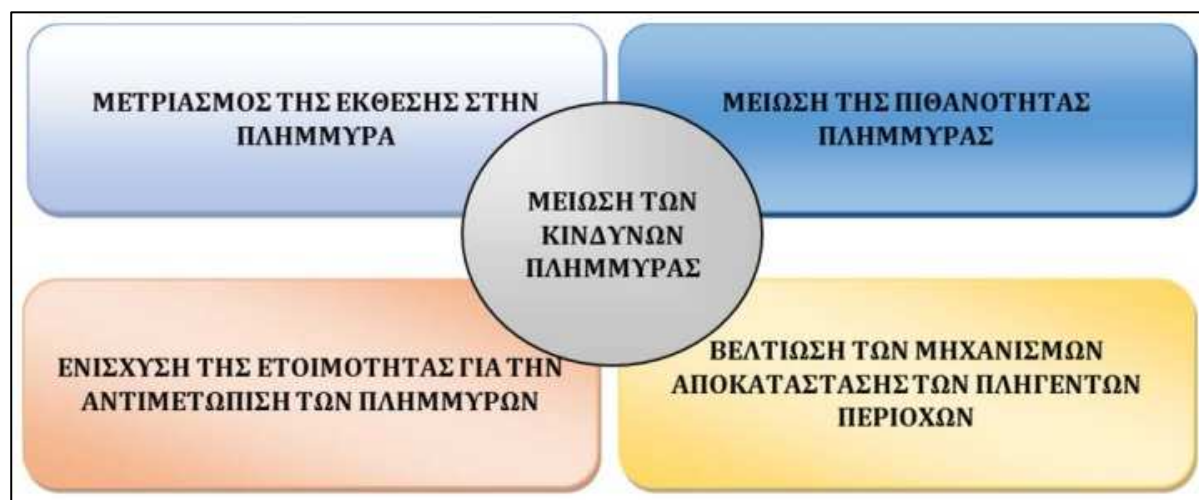 ΜΕΤΡΙΑΣΜΟΣ ΤΗΣ ΕΚΘΕΣΗΣ ΣΤΗΝ
ΠΛΗΜΜΥΡΑ
ΜΕΙΩΣΗ ΤΗΣ ΠΙΘΑΝΟΤΗΤΑΣ
ΠΛΗΜΜΥΡΑΣ
ΜΕΙΩΣΗ ΤΩΝ
ΚΙΝΔΥΝΩΝ
ΠΛΗΜΜΥΡΑΣ
ΕΝΙΣΧΥΣΗ ΤΗΣ ΕΤΟΙΜΟΤΗΤΑΣ ΓΙΑ ΤΗΝ
ΑΝΤΙΜΕΤΩΠΙΣΗ ΤΩΝ ΠΛΗΜΜΥΡΩΝ
ΒΕΛΤΙΩΣΗ ΤΩΝ ΜΗΧΑΝΙΣΜΩΝ
ΑΠΟΚΑΤΑΣΤΑΣΗΣ ΤΩΝ ΠΛΗΓΕΝΤΩΝ
ΠΕΡΙΟΧΩΝ